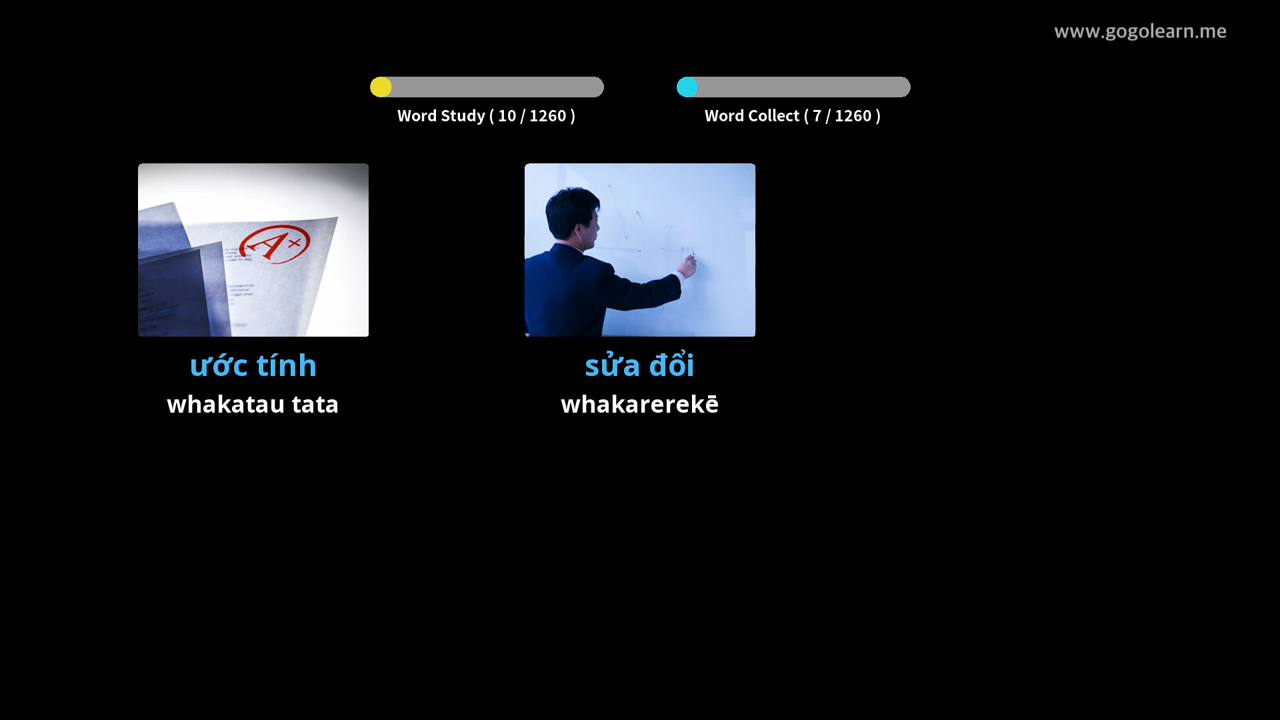 www.gogolearn.me
Word Study ( 10 / 1260 )
Word Collect ( 7 / 1260 )
A+
ước tính
sửa đổi
whakatau tata
whakarerekē